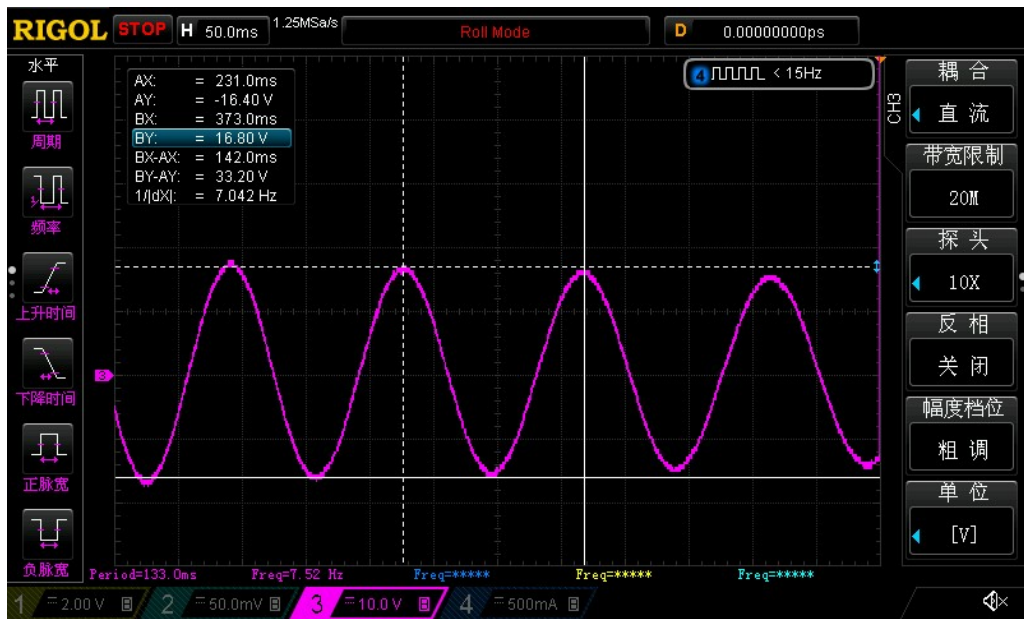 RIGOL STOP H 50.0ms 1.25MSa/s Roll Mode D 0.00000000ps
水平
周期
频率
上升时间
下降时间
正脉宽
负脉宽
AX: = 231.0ms
AY: = -16.40 V
BX: = 373.0ms
BY: = 16.80 V
BX-AX: = 142.0ms
BY-AY: = 33.20 V
1/|dX|: = 7.042 Hz
4 < 15Hz
3
CH3
耦合
直流
带宽限制
20M
探头
10X
反相
关闭
幅度档位
粗调
单位
[V]
Period=133.0ms Freq=7.52 Hz Freq=***** Freq=***** Freq=*****
1 2.00 V 2 50.0mV 3 10.0 V 4 500mA